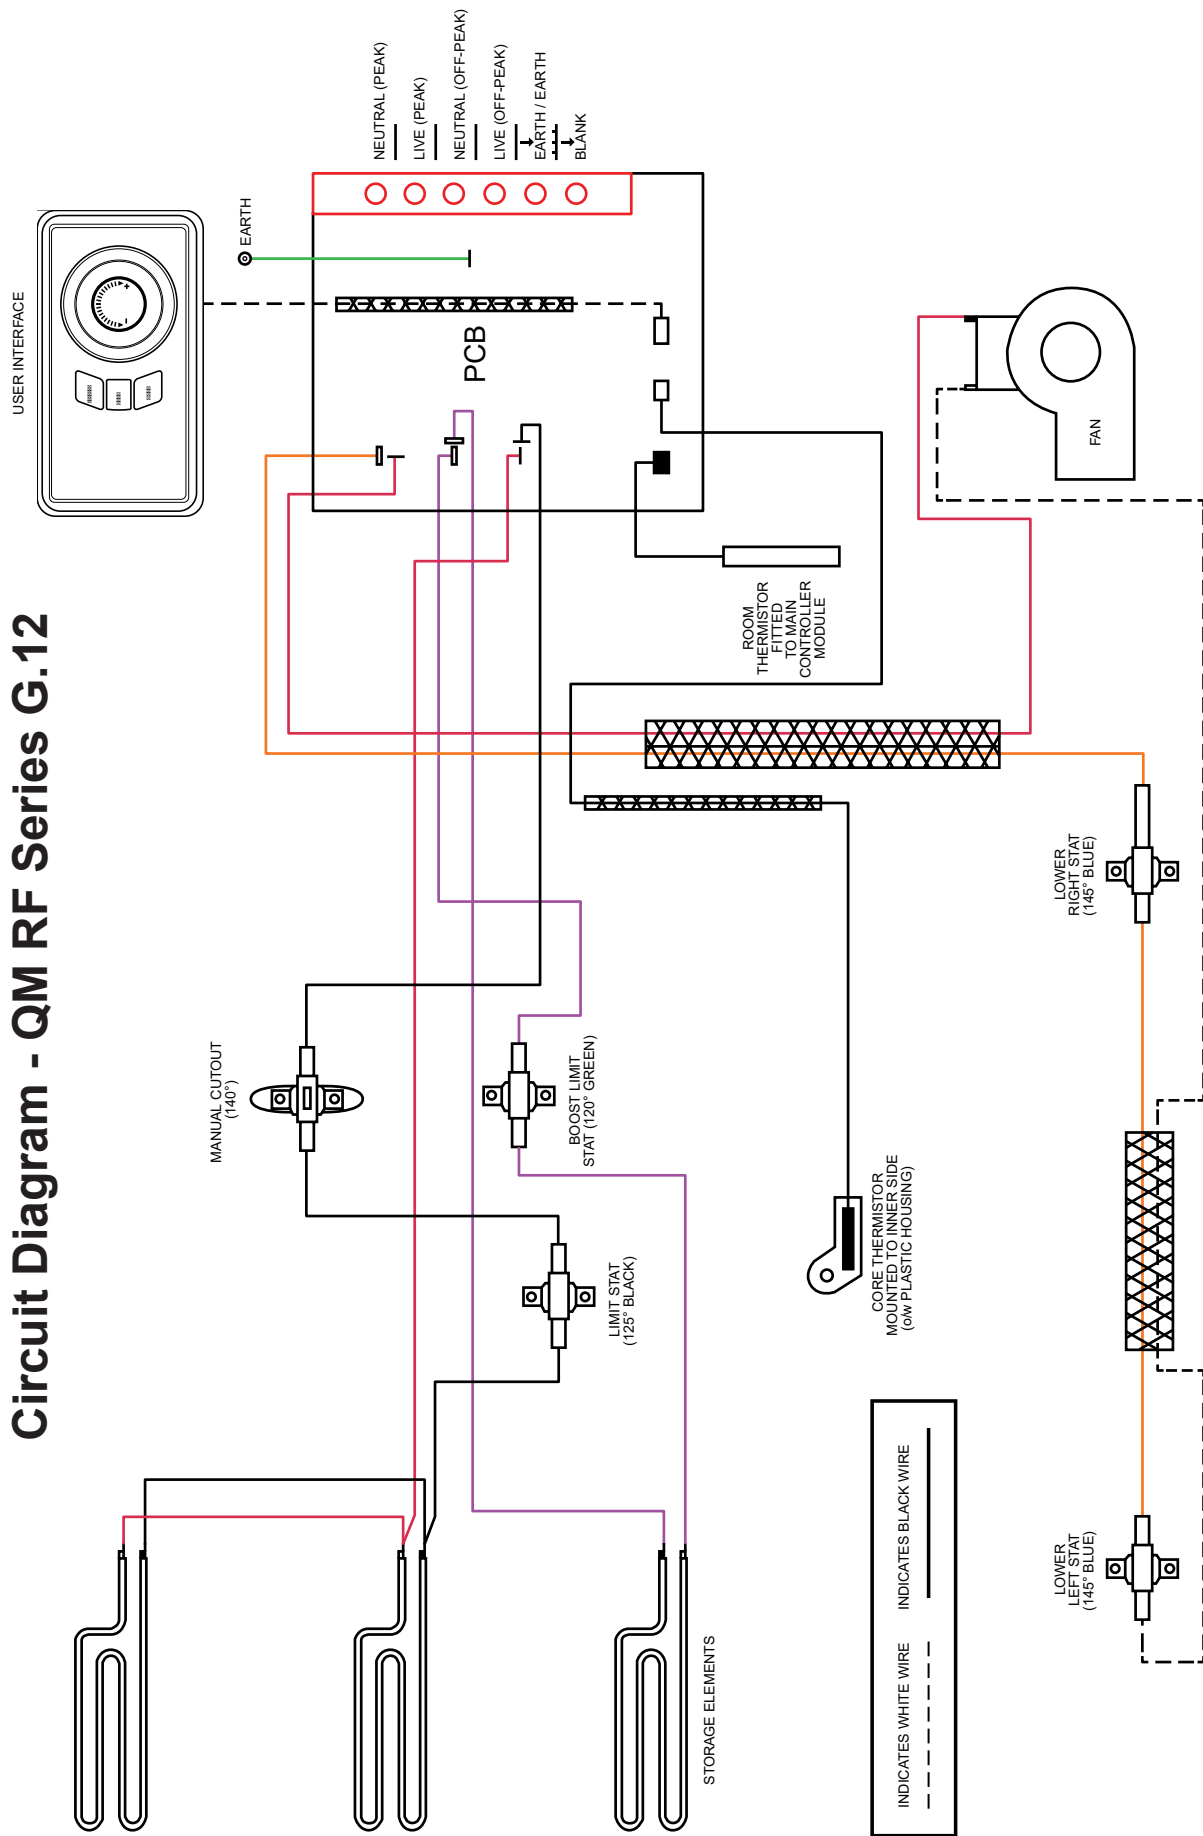 Circuit Diagram - QM RF Series G.12
USER INTERFACE
EARTH
NEUTRAL (PEAK)
LIVE (PEAK)
NEUTRAL (OFF-PEAK)
LIVE (OFF-PEAK)
EARTH / EARTH
BLANK
PCB
MANUAL CUTOUT
(140°)
BOOST LIMIT
STAT (120° GREEN)
LIMIT STAT
(125° BLACK)
ROOM
THERMISTOR
FITTED
TO MAIN
CONTROLLER
MODULE
FAN
CORE THERMISTOR
MOUNTED TO INNER SIDE
(o/w PLASTIC HOUSING)
LOWER
RIGHT STAT
(145° BLUE)
LOWER
LEFT STAT
(145° BLUE)
STORAGE ELEMENTS
INDICATES WHITE WIRE
INDICATES BLACK WIRE